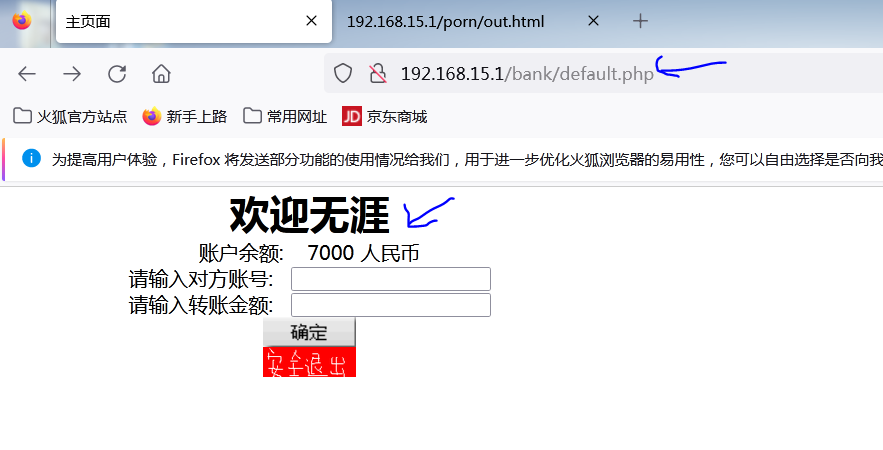 主页面
192.168.15.1/porn/out.html
192.168.15.1/bank/default.php
火狐官方站点 新手上路 常用网址 JD 京东商城
为提高用户体验，Firefox 将发送部分功能的使用情况给我们，用于进一步优化火狐浏览器的易用性，您可以自由选择是否向我
欢迎无涯
账户余额: 7000 人民币
请输入对方账号:
请输入转账金额:
确定
安全退出